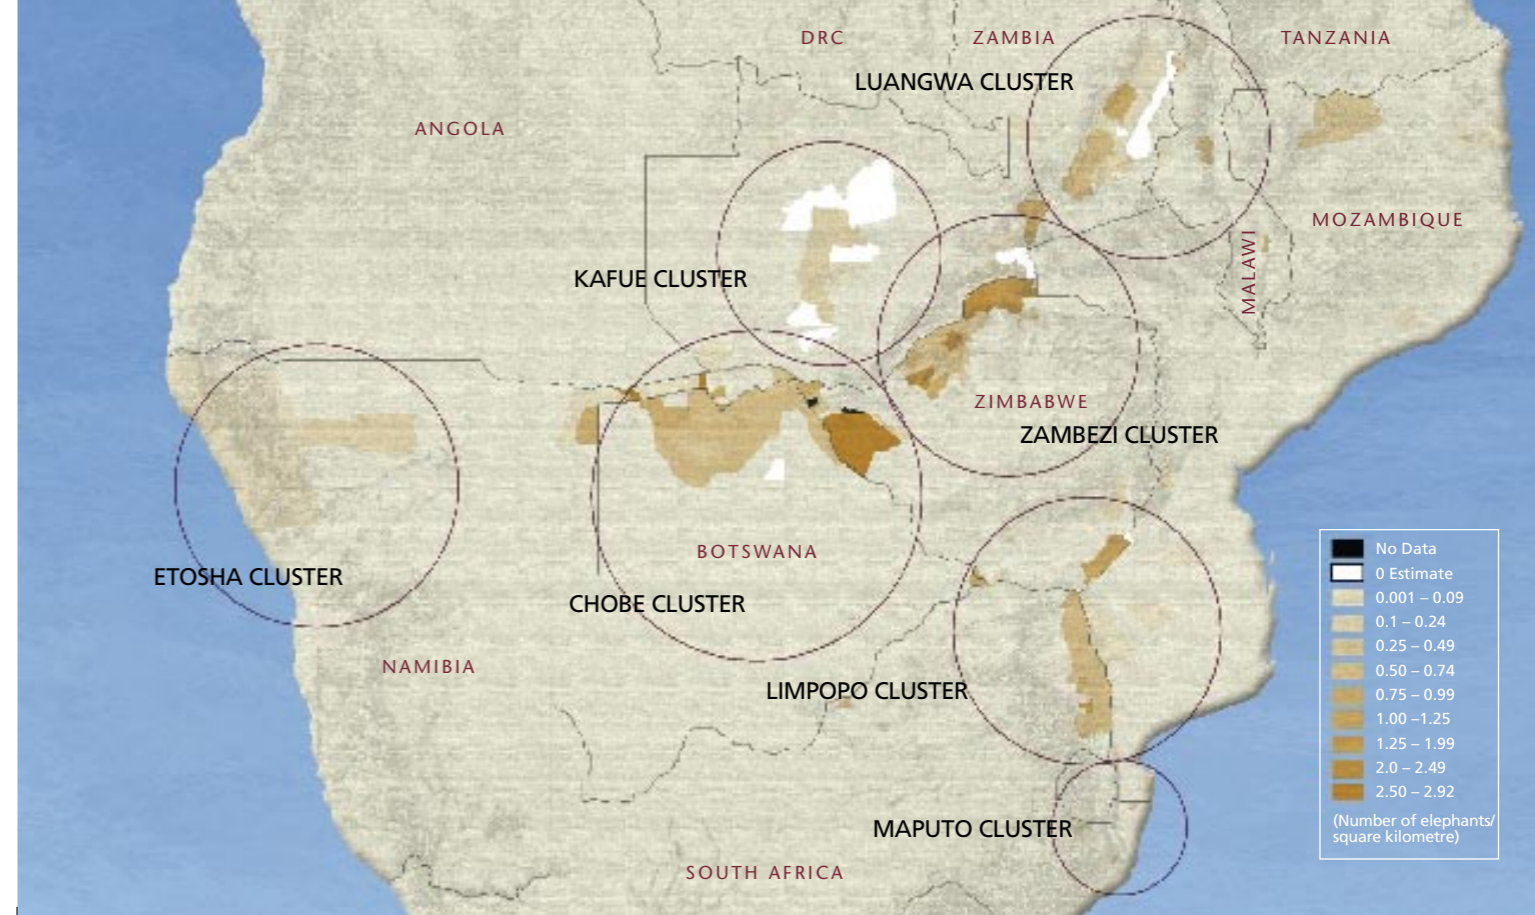 DRC
ZAMBIA
TANZANIA
LUANGWA CLUSTER
ANGOLA
MOZAMBIQUE
MALAWI
KAFUE CLUSTER
ZIMBABWE
ZAMBEZI CLUSTER
BOTSWANA
ETOSHA CLUSTER
CHOBE CLUSTER
NAMIBIA
LIMPOPO CLUSTER
MAPUTO CLUSTER
SOUTH AFRICA
No Data
0 Estimate
0.001 – 0.09
0.1 – 0.24
0.25 – 0.49
0.50 – 0.74
0.75 – 0.99
1.00 –1.25
1.25 – 1.99
2.0 – 2.49
2.50 – 2.92
(Number of elephants/
square kilometre)